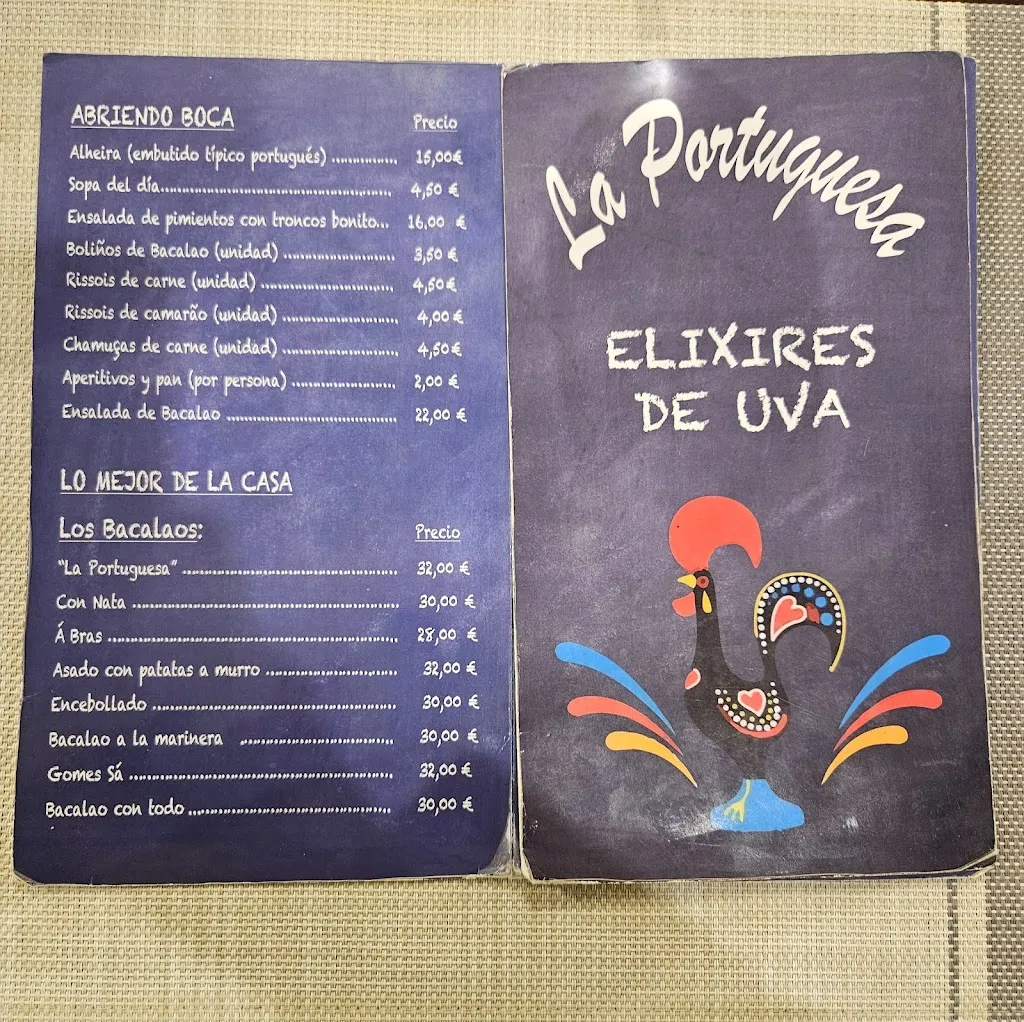 ABRIENDO BOCA Precio
Alheira (embutido típico portugués) .............. 15,00€
Sopa del día.................................................. 4,50 €
Ensalada de pimientos con troncos bonito... 16,00 €
Boliños de Bacalao (unidad) ........................ 3,50 €
Rissois de carne (unidad) ............................. 4,50€
Rissois de camarão (unidad) ........................ 4,00 €
Chamuças de carne (unidad) ........................ 4,50€
Aperitivos y pan (por persona) ...................... 2,00 €
Ensalada de Bacalao .................................... 22,00 €
LO MEJOR DE LA CASA
Los Bacalaos: Precio
"La Portuguesa" ............................................. 32,00 €
Con Nata ........................................................ 30,00 €
Á Bras ............................................................. 28,00 €
Asado con patatas a murro ........................... 32,00 €
Encebollado .................................................... 30,00 €
Bacalao a la marinera ................................ 30,00 €
Gomes Sá ....................................................... 32,00 €
Bacalao con todo ........................................... 30,00 €
La Portuguesa
ELIXIRES
DE UVA